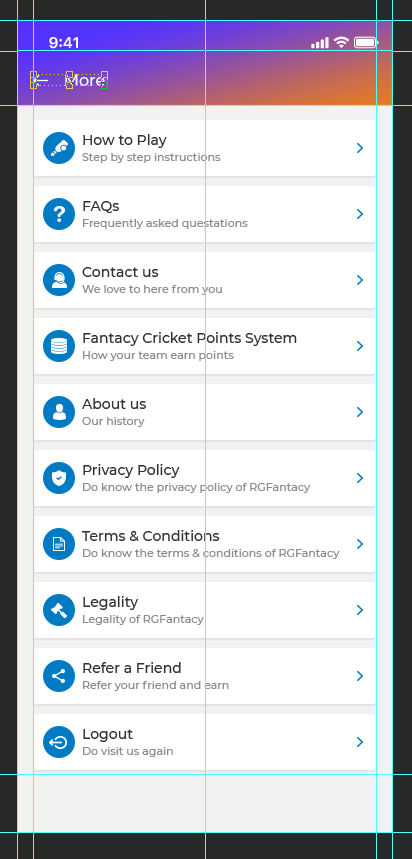 9:41
More
How to Play
Step by step instructions
FAQs
Frequently asked questations
Contact us
We love to here from you
Fantacy Cricket Points System
How your team earn points
About us
Our history
Privacy Policy
Do know the privacy policy of RGFantacy
Terms & Conditions
Do know the terms & conditions of RGFantacy
Legality
Legality of RGFantacy
Refer a Friend
Refer your friend and earn
Logout
Do visit us again